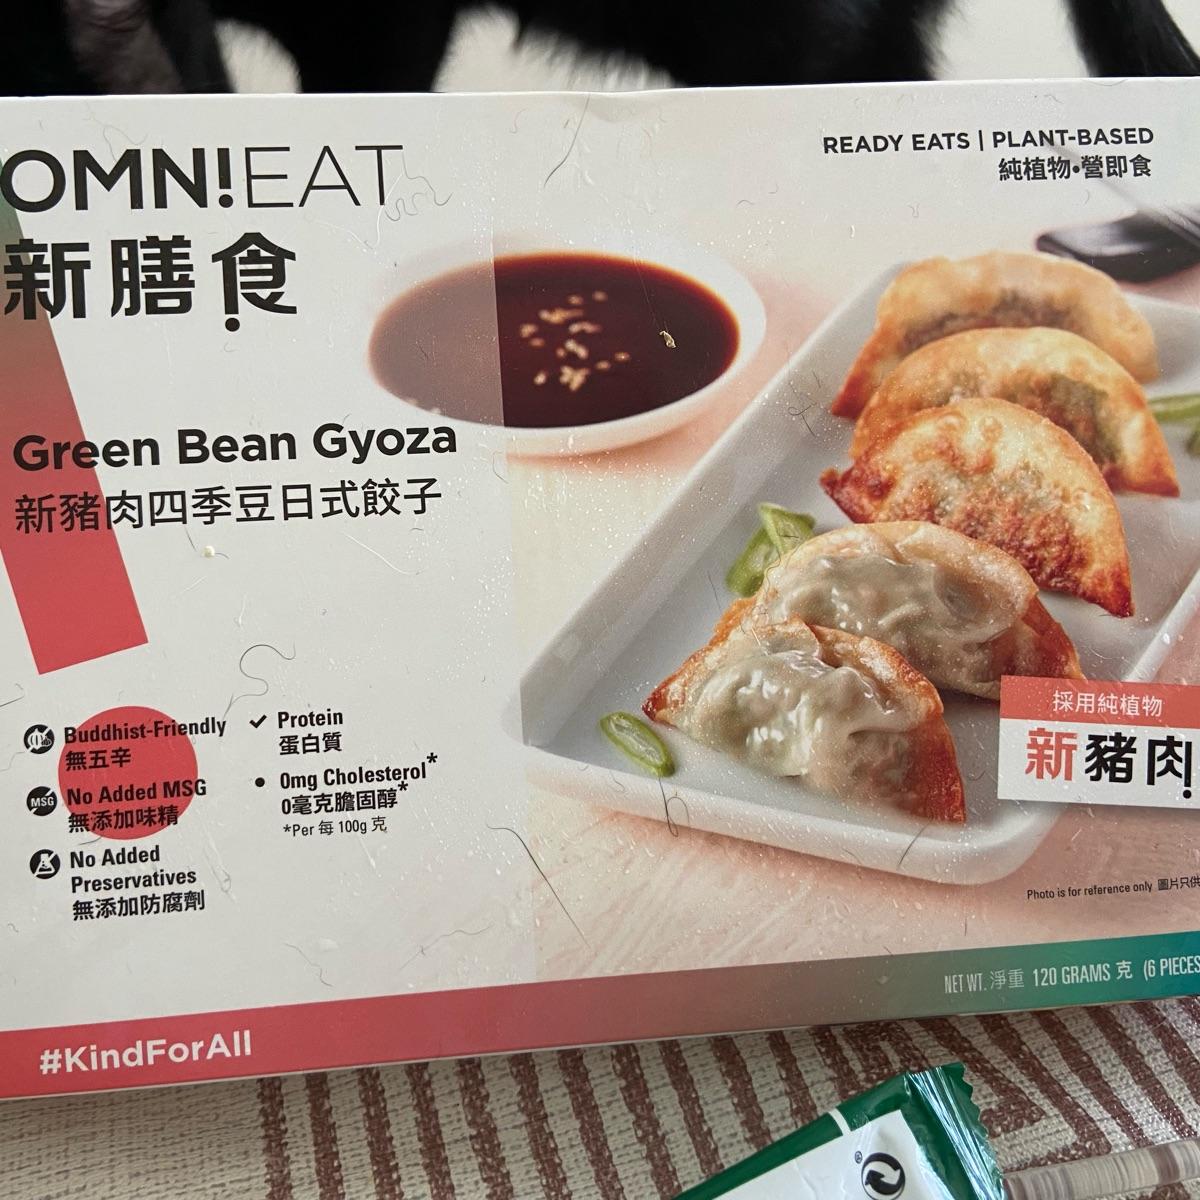 OMN!EAT
新膳食
READY EATS | PLANT-BASED
純植物•營即食
Green Bean Gyoza
新豬肉四季豆日式餃子
Buddhist-Friendly
無五辛
MSG
No Added MSG
無添加味精
No Added
Preservatives
無添加防腐劑
Protein
蛋白質
0mg Cholesterol*
0毫克膽固醇*
*Per 每 100g 克
採用純植物
新豬肉
Photo is for reference only 圖片只供
NET WT. 淨重 120 GRAMS 克 (6 PIECES
#KindForAll
®